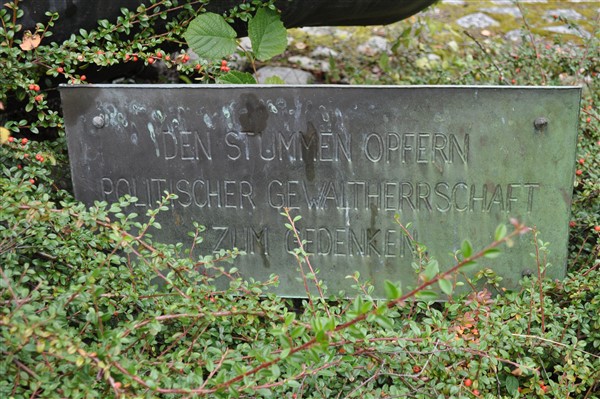 DEN STUMMEN OPFERN
POLITISCHER GEWALTHERRSCHAFT
ZUM GEDENKEN